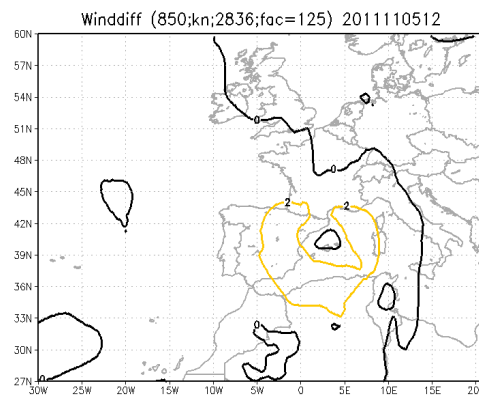 Winddiff (850;kn;2836;fac=125) 2011110512
60N
57N
54N
51N
48N
45N
42N
39N
36N
33N
30N
27N
30W 25W 20W 15W 10W 5W 0 5E 10E 15E 20
0
0
2
2
0
0